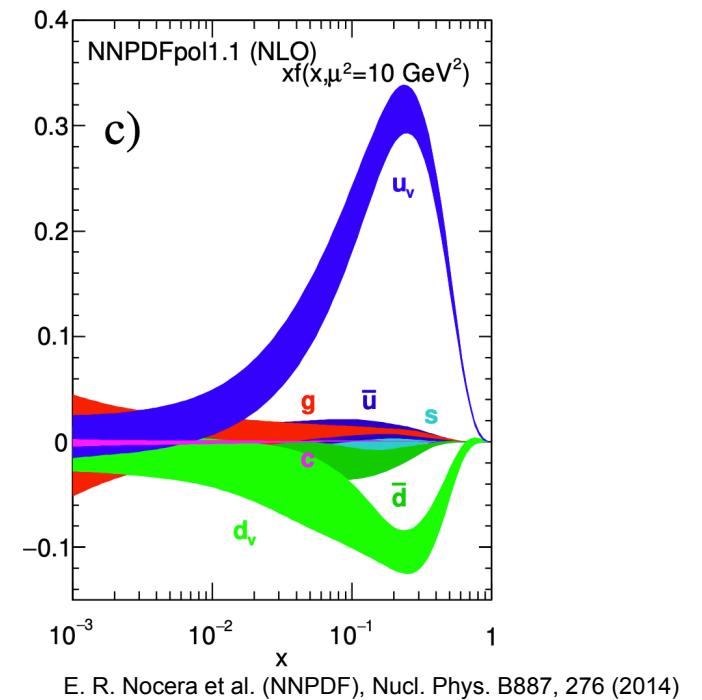 0.4
NNPDFpol1.1 (NLO)
xf(x,μ²=10 GeV²)
c)
0.3
u_v
0.2
0.1
g
ū
s
0
c
d̄
d_v
−0.1
10⁻³ 10⁻² 10⁻¹ 1
x
E. R. Nocera et al. (NNPDF), Nucl. Phys. B887, 276 (2014)